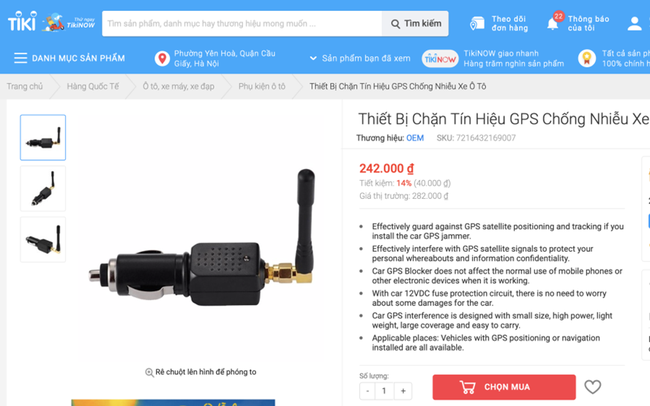 TIKI
Thử ngay
TikiNOW
Tìm sản phẩm, danh mục hay thương hiệu mong muốn ...
Tìm kiếm
Theo dõi
đơn hàng
22
Thông báo
của tôi
DANH MỤC SẢN PHẨM
Phường Yên Hoà, Quận Cầu
Giấy, Hà Nội
Sản phẩm bạn đã xem
TIKINOW
TikiNOW giao nhanh
Hàng trăm nghìn sản phẩm
Tất cả sản p
100% chính h
Trang chủ
Hàng Quốc Tế
Ô tô, xe máy, xe đạp
Phụ kiện ô tô
Thiết Bị Chặn Tín Hiệu GPS Chống Nhiễu Xe Ô Tô
Thiết Bị Chặn Tín Hiệu GPS Chống Nhiễu Xe
Thương hiệu: OEM SKU: 7216432169007
242.000 ₫
Tiết kiệm: 14% (40.000 ₫)
Giá thị trường: 282.000 ₫
• Effectively guard against GPS satellite positioning and tracking if you
install the car GPS jammer.
• Effectively interfere with GPS satellite signals to protect your
personal whereabouts and information confidentiality.
• Car GPS Blocker does not affect the normal use of mobile phones or
other electronic devices when it is working.
• With car 12VDC fuse protection circuit, there is no need to worry
about some damages for the car.
• Car GPS interference is designed with small size, high power, light
weight, large coverage and easy to carry.
• Applicable places: Vehicles with GPS positioning or navigation
installed are all available.
Rê chuột lên hình để phóng to
Số lượng:
- 1 +
CHỌN MUA